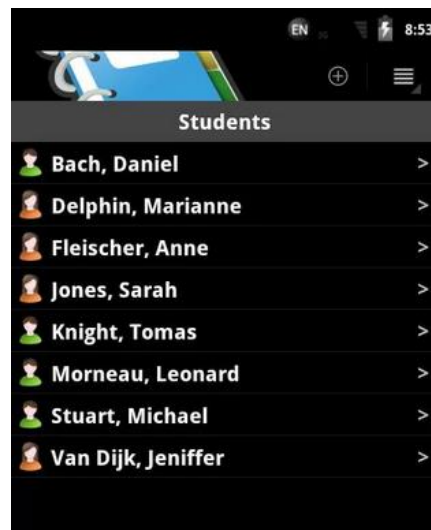 EN 8:53
Students
Bach, Daniel >
Delphin, Marianne >
Fleischer, Anne >
Jones, Sarah >
Knight, Tomas >
Morneau, Leonard >
Stuart, Michael >
Van Dijk, Jeniffer >